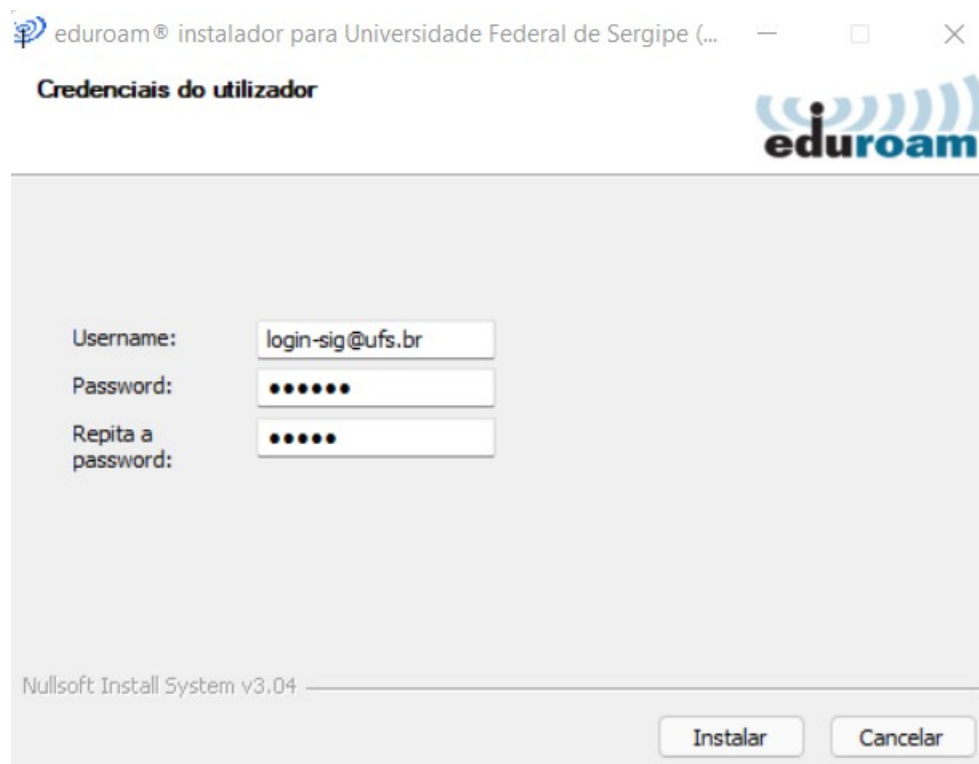 eduroam® instalador para Universidade Federal de Sergipe (...
Credenciais do utilizador
eduroam
Username:
login-sig@ufs.br
Password:
••••••
Repita a
password:
•••••
Nullsoft Install System v3.04
Instalar
Cancelar